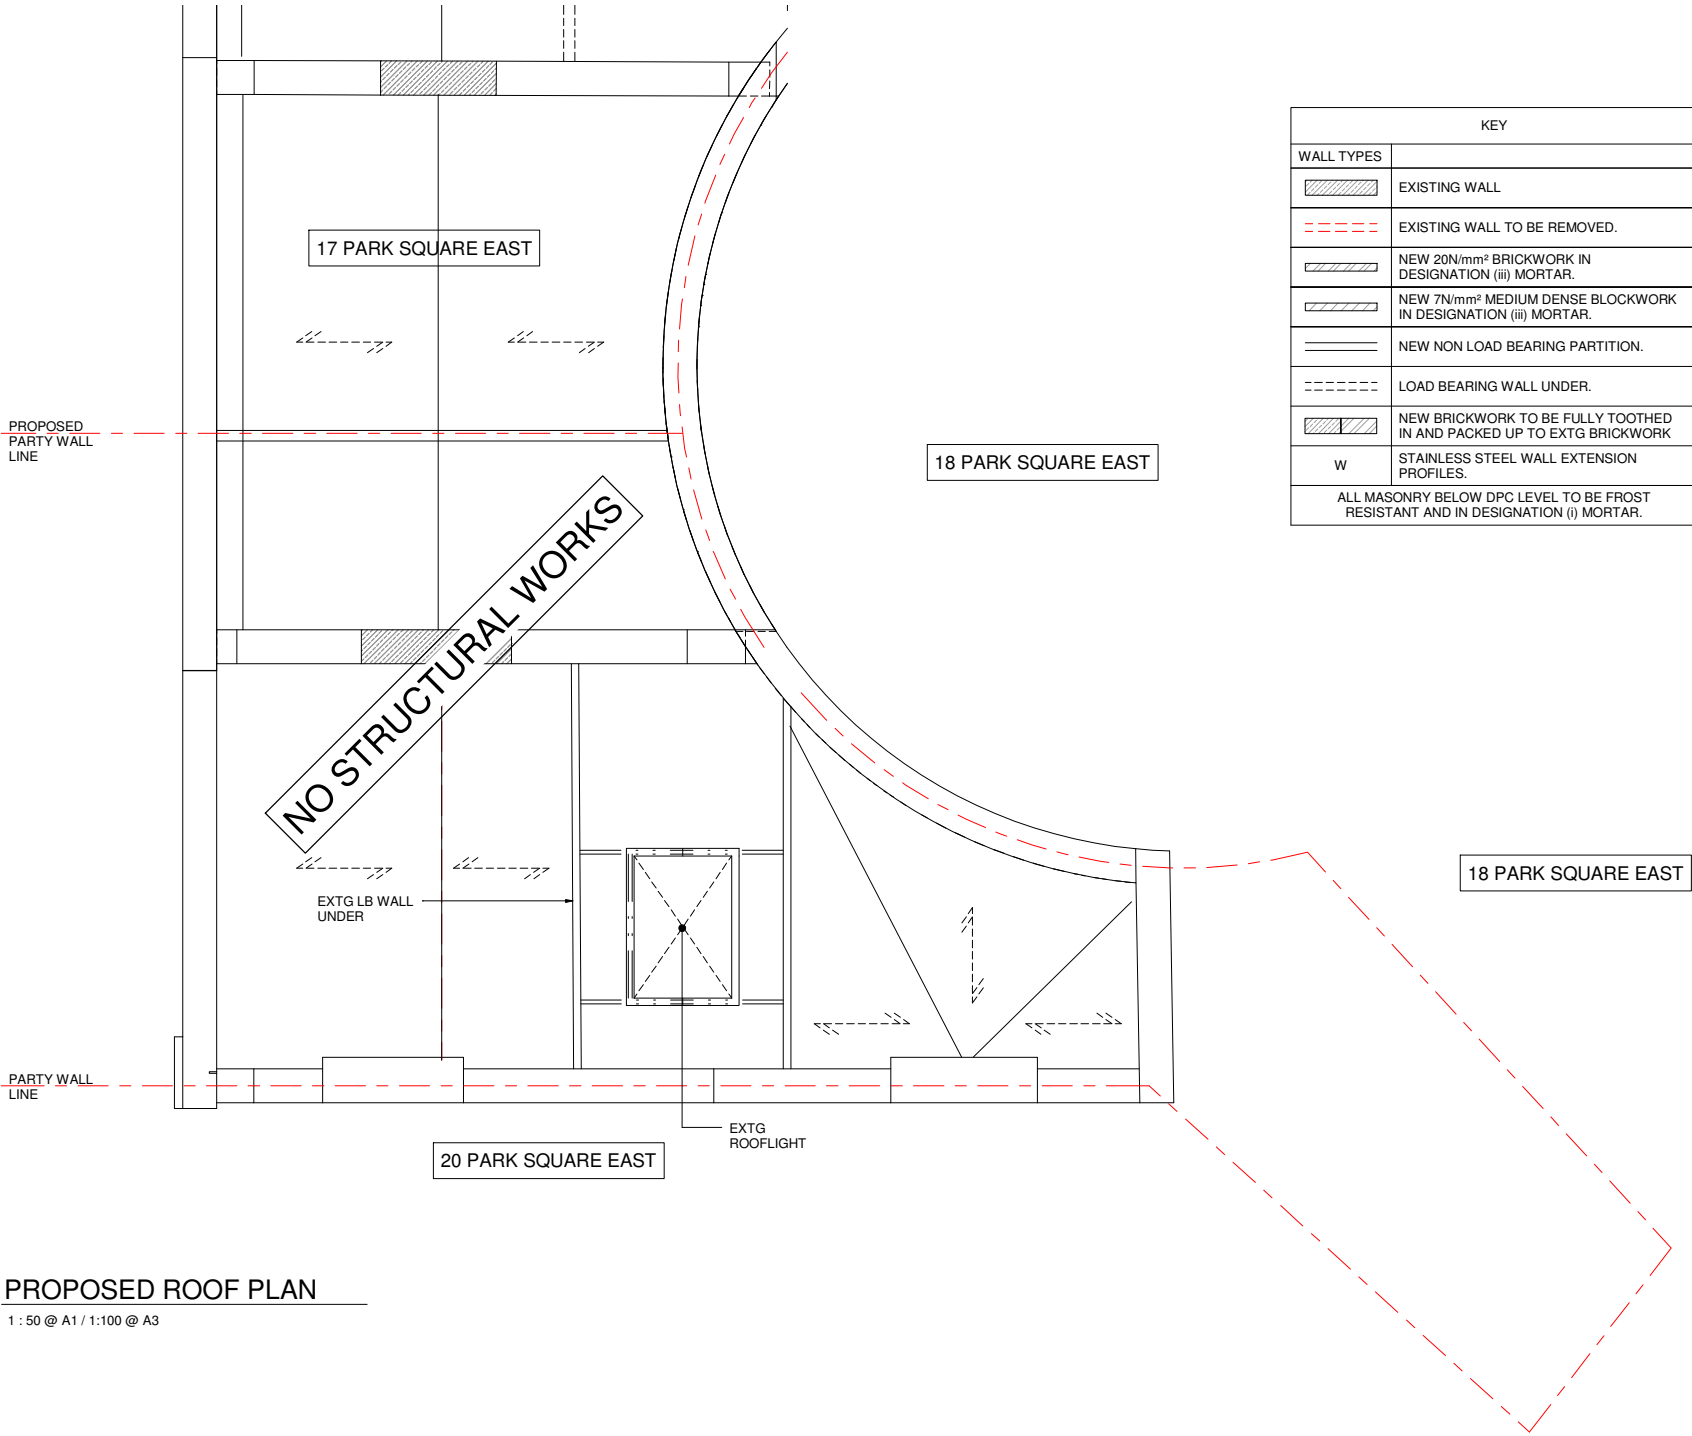 KEY
WALL TYPES
EXISTING WALL
EXISTING WALL TO BE REMOVED.
NEW 20N/mm² BRICKWORK IN
DESIGNATION (iii) MORTAR.
NEW 7N/mm² MEDIUM DENSE BLOCKWORK
IN DESIGNATION (iii) MORTAR.
NEW NON LOAD BEARING PARTITION.
LOAD BEARING WALL UNDER.
NEW BRICKWORK TO BE FULLY TOOTHED
IN AND PACKED UP TO EXTG BRICKWORK
W
STAINLESS STEEL WALL EXTENSION
PROFILES.
ALL MASONRY BELOW DPC LEVEL TO BE FROST
RESISTANT AND IN DESIGNATION (i) MORTAR.
17 PARK SQUARE EAST
PROPOSED
PARTY WALL
LINE
18 PARK SQUARE EAST
NO STRUCTURAL WORKS
18 PARK SQUARE EAST
EXTG LB WALL
UNDER
PARTY WALL
LINE
EXTG
ROOFLIGHT
20 PARK SQUARE EAST
PROPOSED ROOF PLAN
1 : 50 @ A1 / 1:100 @ A3